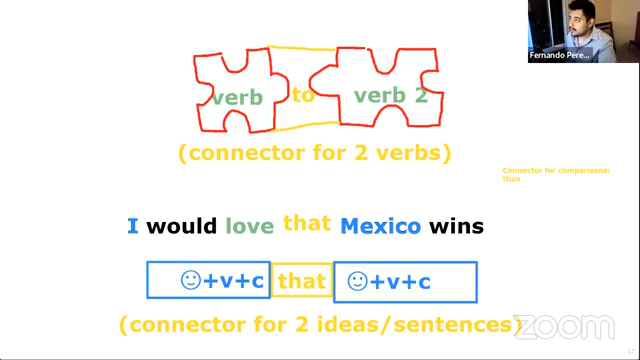 Fernando Pere...
verb to verb 2
(connector for 2 verbs)
Connector for comparisons:
than
I would love that Mexico wins
☺+v+c that ☺+v+c
(connector for 2 ideas/sentences)
zoom